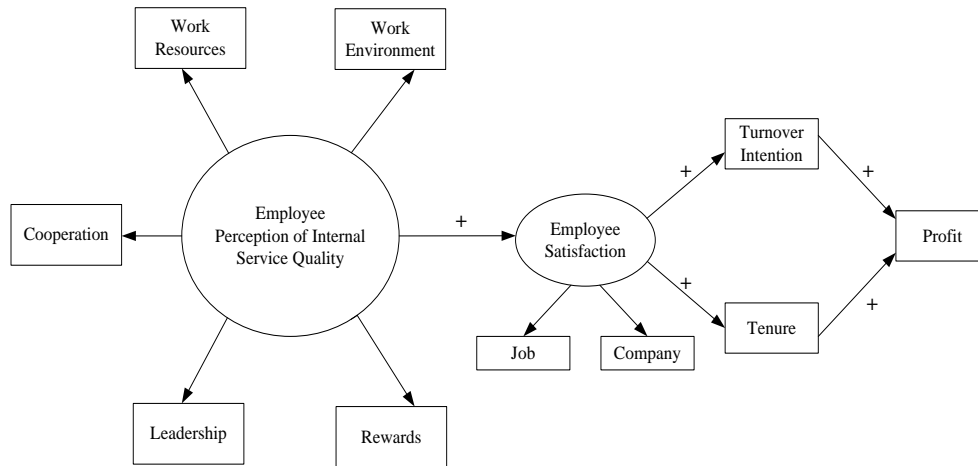 Work
Resources
Work
Environment
Turnover
Intention
+
+
Employee
Perception of Internal
Service Quality
Cooperation
+
Employee
Satisfaction
Profit
+
+
Tenure
Job
Company
Leadership
Rewards